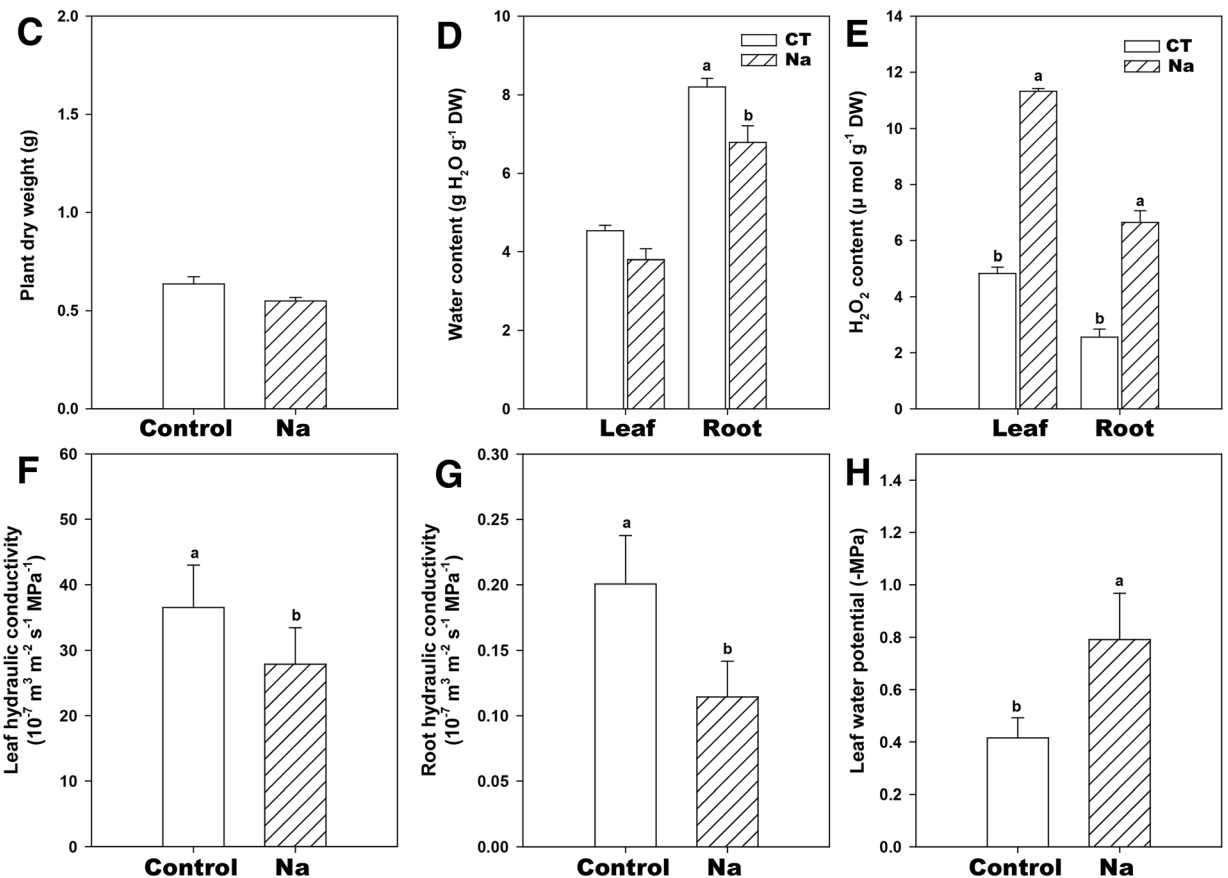 C
2.0
1.5
1.0
0.5
0.0
Plant dry weight (g)
Control Na
D
10
8
6
4
2
0
Water content (g H₂O g⁻¹ DW)
CT
Na
a
b
Leaf Root
E
14
12
10
8
6
4
2
0
H₂O₂ content (µ mol g⁻¹ DW)
CT
Na
b
a
b
a
Leaf Root
F
60
50
40
30
20
10
0
Leaf hydraulic conductivity
(10⁻⁷ m³ m⁻² s⁻¹ MPa⁻¹)
a
b
Control Na
G
0.30
0.25
0.20
0.15
0.10
0.05
0.00
Root hydraulic conductivity
(10⁻⁷ m³ m⁻² s⁻¹ MPa⁻¹)
a
b
Control Na
H
1.4
1.2
1.0
0.8
0.6
0.4
0.2
0.0
Leaf water potential (-MPa)
b
a
Control Na